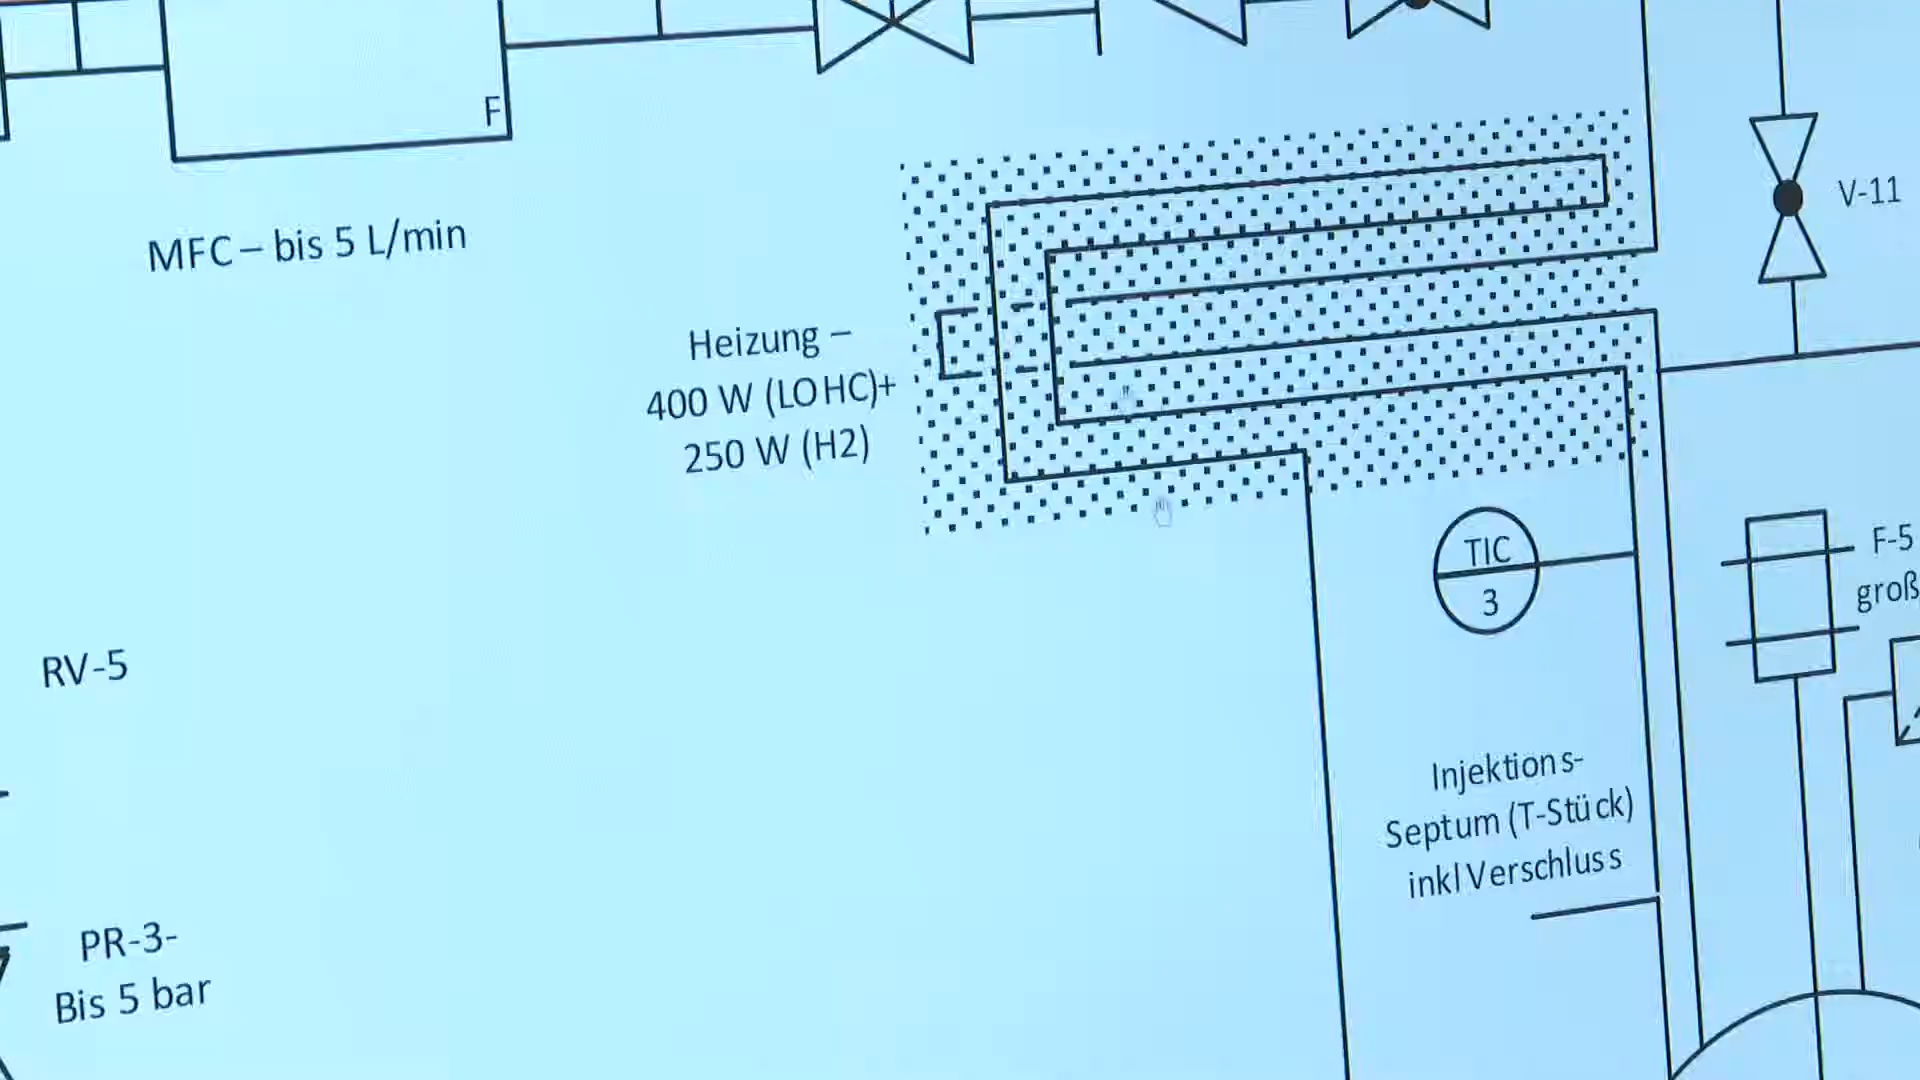 F
MFC – bis 5 L/min
V-11
Heizung –
400 W (LOHC)+
250 W (H2)
F-5
groß
TIC
3
RV-5
Injektions-
Septum (T-Stück)
inkl Verschluss
PR-3-
Bis 5 bar